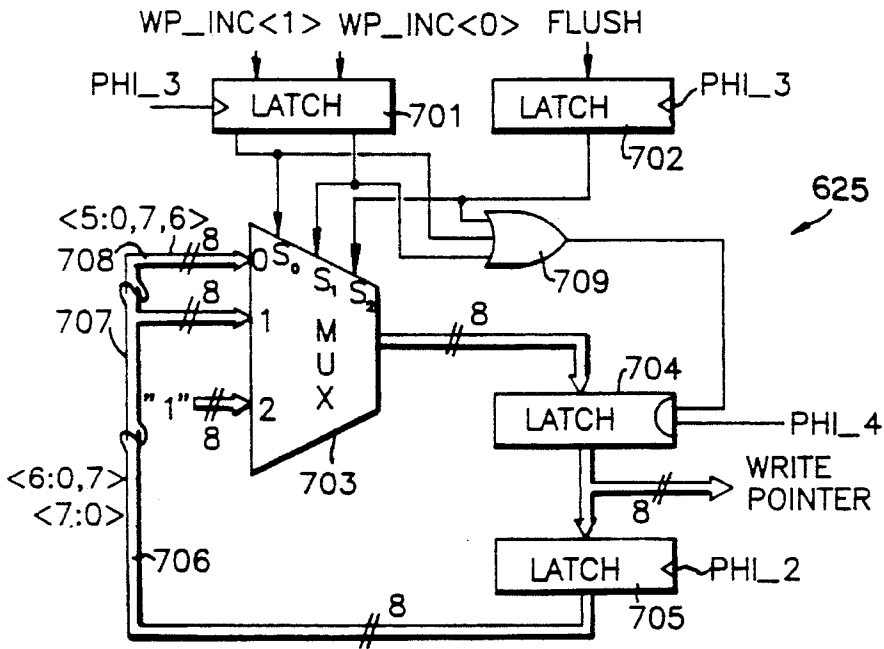 WP_INC<1> WP_INC<0> FLUSH
PHI_3
LATCH
701
LATCH
PHI_3
702
625
<5:0,7,6>
708
8
0
S0
S1
S2
709
707
8
1
M
U
X
8
"1"
8
2
703
704
LATCH
PHI_4
<6:0,7>
<7:0>
8
WRITE
POINTER
706
LATCH
PHI_2
705
8